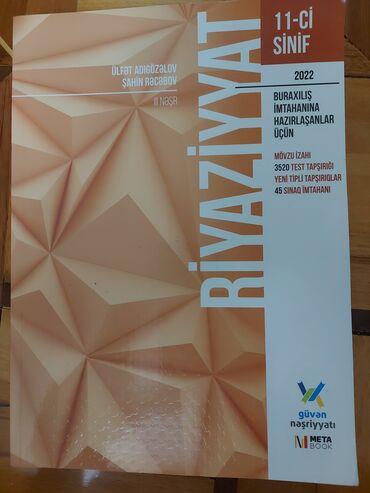 ÜLFƏT ADIGÖZƏLOV
ŞAHİN RƏCƏBOV
II NƏŞR
RİYAZİYYAT
11-Cİ
SİNİF
2022
BURAXILIŞ
İMTAHANINA
HAZIRLAŞANLAR
ÜÇÜN
MÖVZU İZAHI
3520 TEST TAPŞIRIĞI
YENİ TİPLİ TAPŞIRIQLAR
45 SINAQ İMTAHANI
güvən
nəşriyyatı
META
BOOK